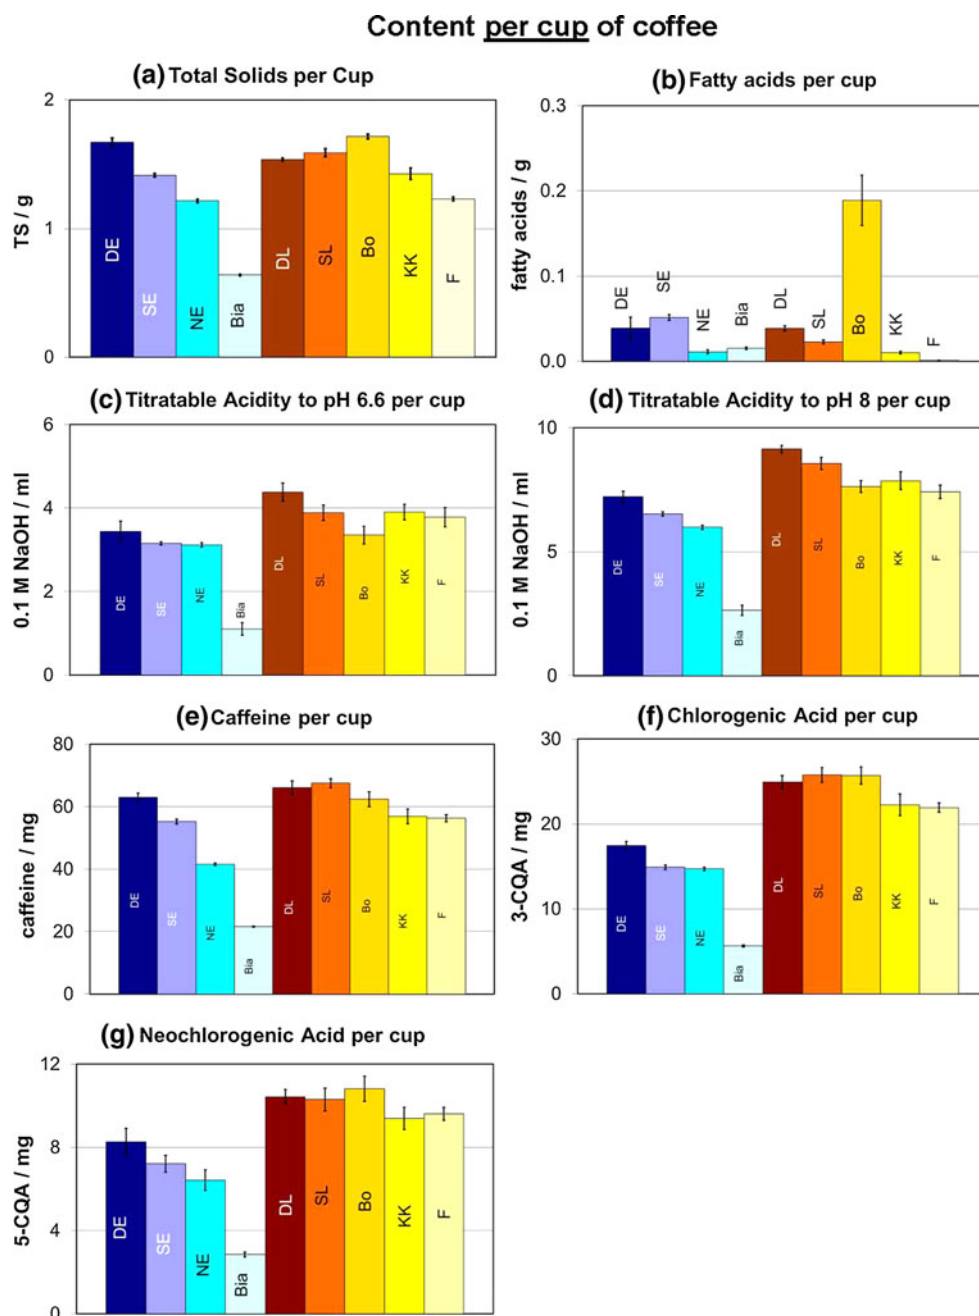 Content per cup of coffee
(a) Total Solids per Cup
2
1
0
TS / g
DE
SE
NE
Bia
DL
SL
Bo
KK
F
(b) Fatty acids per cup
0.3
0.2
0.1
0.0
fatty acids / g
DE
SE
NE
Bia
DL
SL
Bo
KK
F
(c) Titratable Acidity to pH 6.6 per cup
6
4
2
0
0.1 M NaOH / ml
DE
SE
NE
Bia
DL
SL
Bo
KK
F
(d) Titratable Acidity to pH 8 per cup
10
5
0
0.1 M NaOH / ml
DE
SE
NE
Bia
DL
SL
Bo
KK
F
(e) Caffeine per cup
80
60
40
20
0
caffeine / mg
DE
SE
NE
Bia
DL
SL
Bo
KK
F
(f) Chlorogenic Acid per cup
30
20
10
0
3-CQA / mg
DE
SE
NE
Bia
DL
SL
Bo
KK
F
(g) Neochlorogenic Acid per cup
12
8
4
0
5-CQA / mg
DE
SE
NE
Bia
DL
SL
Bo
KK
F